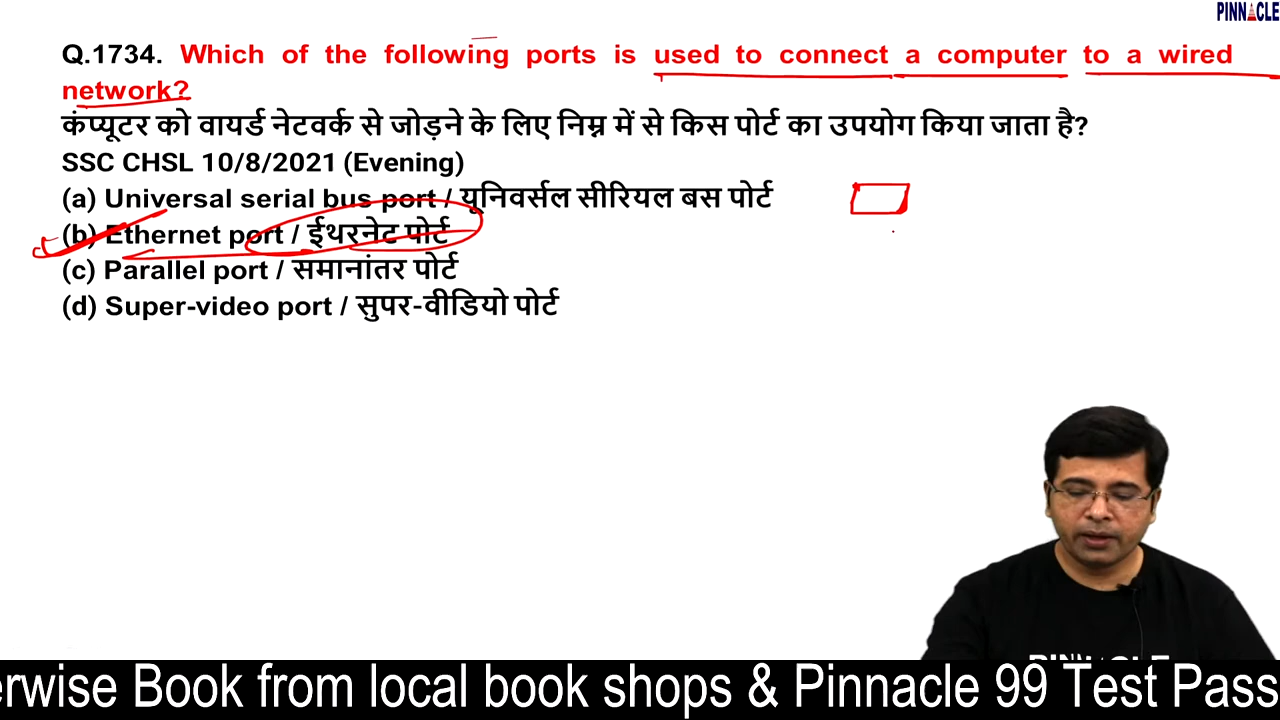 PINNACLE
Q.1734. Which of the following ports is used to connect a computer to a wired
network?
कंप्यूटर को वायर्ड नेटवर्क से जोड़ने के लिए निम्न में से किस पोर्ट का उपयोग किया जाता है?
SSC CHSL 10/8/2021 (Evening)
(a) Universal serial bus port / यूनिवर्सल सीरियल बस पोर्ट
(b) Ethernet port / ईथरनेट पोर्ट
(c) Parallel port / समानांतर पोर्ट
(d) Super-video port / सुपर-वीडियो पोर्ट
PINNACLE
erwise Book from local book shops & Pinnacle 99 Test Pass